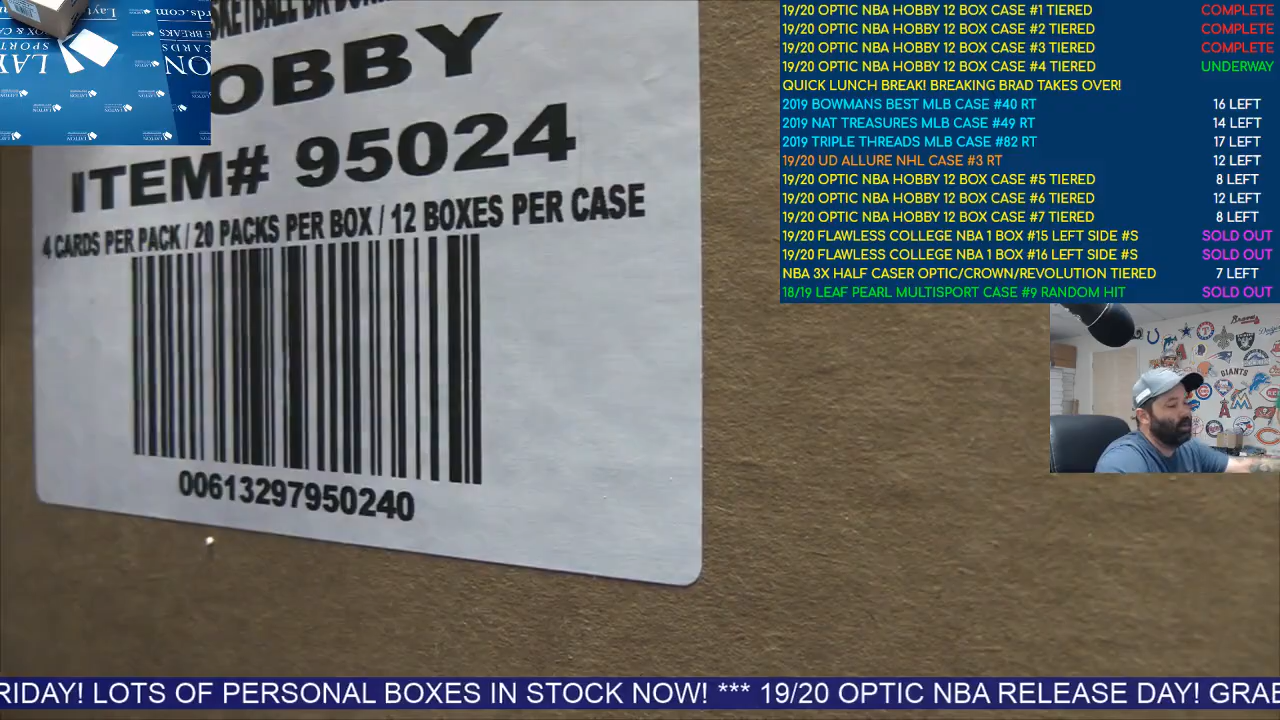 HOBBY
ITEM# 95024
4 CARDS PER PACK / 20 PACKS PER BOX / 12 BOXES PER CASE
00613297950240
19/20 OPTIC NBA HOBBY 12 BOX CASE #1 TIERED COMPLETE
19/20 OPTIC NBA HOBBY 12 BOX CASE #2 TIERED COMPLETE
19/20 OPTIC NBA HOBBY 12 BOX CASE #3 TIERED COMPLETE
19/20 OPTIC NBA HOBBY 12 BOX CASE #4 TIERED UNDERWAY
QUICK LUNCH BREAK! BREAKING BRAD TAKES OVER!
2019 BOWMANS BEST MLB CASE #40 RT 16 LEFT
2019 NAT TREASURES MLB CASE #49 RT 14 LEFT
2019 TRIPLE THREADS MLB CASE #82 RT 17 LEFT
19/20 UD ALLURE NHL CASE #3 RT 12 LEFT
19/20 OPTIC NBA HOBBY 12 BOX CASE #5 TIERED 8 LEFT
19/20 OPTIC NBA HOBBY 12 BOX CASE #6 TIERED 12 LEFT
19/20 OPTIC NBA HOBBY 12 BOX CASE #7 TIERED 8 LEFT
19/20 FLAWLESS COLLEGE NBA 1 BOX #15 LEFT SIDE #S SOLD OUT
19/20 FLAWLESS COLLEGE NBA 1 BOX #16 LEFT SIDE #S SOLD OUT
NBA 3X HALF CASER OPTIC/CROWN/REVOLUTION TIERED 7 LEFT
18/19 LEAF PEARL MULTISPORT CASE #9 RANDOM HIT SOLD OUT
GIANTS
RIDAY! LOTS OF PERSONAL BOXES IN STOCK NOW! *** 19/20 OPTIC NBA RELEASE DAY! GRAB